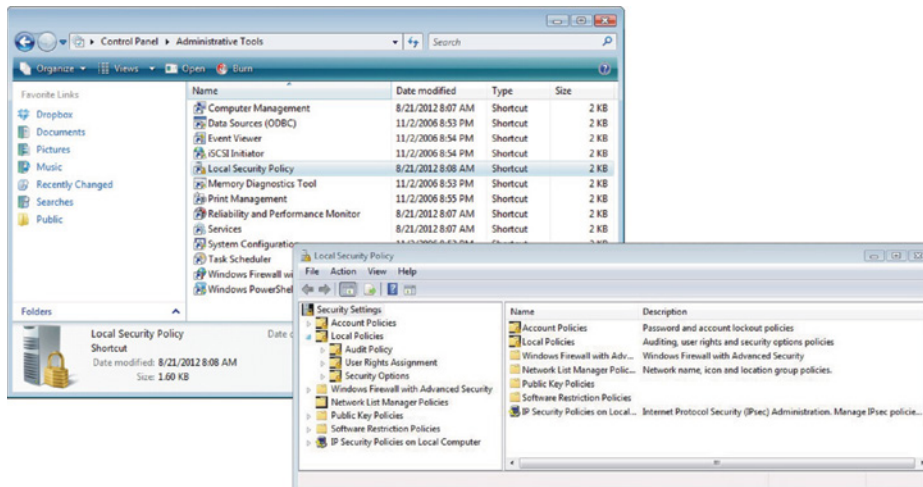 Control Panel ▸ Administrative Tools
Search
Organize Views Open Burn
Favorite Links
Dropbox
Documents
Pictures
Music
Recently Changed
Searches
Public
Folders
Name Date modified Type Size
Computer Management 8/21/2012 8:07 AM Shortcut 2 KB
Data Sources (ODBC) 11/2/2006 8:53 PM Shortcut 2 KB
Event Viewer 11/2/2006 8:54 PM Shortcut 2 KB
iSCSI Initiator 11/2/2006 8:54 PM Shortcut 2 KB
Local Security Policy 8/21/2012 8:08 AM Shortcut 2 KB
Memory Diagnostics Tool 11/2/2006 8:53 PM Shortcut 2 KB
Print Management 11/2/2006 8:55 PM Shortcut 2 KB
Reliability and Performance Monitor 8/21/2012 8:07 AM Shortcut 2 KB
Services 8/21/2012 8:07 AM Shortcut 2 KB
System Configuration
Task Scheduler
Windows Firewall wi
Windows PowerShel
Local Security Policy Date
Shortcut
Date modified: 8/21/2012 8:08 AM
Size: 1.60 KB
Local Security Policy
File Action View Help
Security Settings
Account Policies
Local Policies
Audit Policy
User Rights Assignment
Security Options
Windows Firewall with Advanced Security
Network List Manager Policies
Public Key Policies
Software Restriction Policies
IP Security Policies on Local Computer
Name Description
Account Policies Password and account lockout policies
Local Policies Auditing, user rights and security options policies
Windows Firewall with Adv... Windows Firewall with Advanced Security
Network List Manager Polic... Network name, icon and location group policies.
Public Key Policies
Software Restriction Policies
IP Security Policies on Local... Internet Protocol Security (IPsec) Administration. Manage IPsec policie...